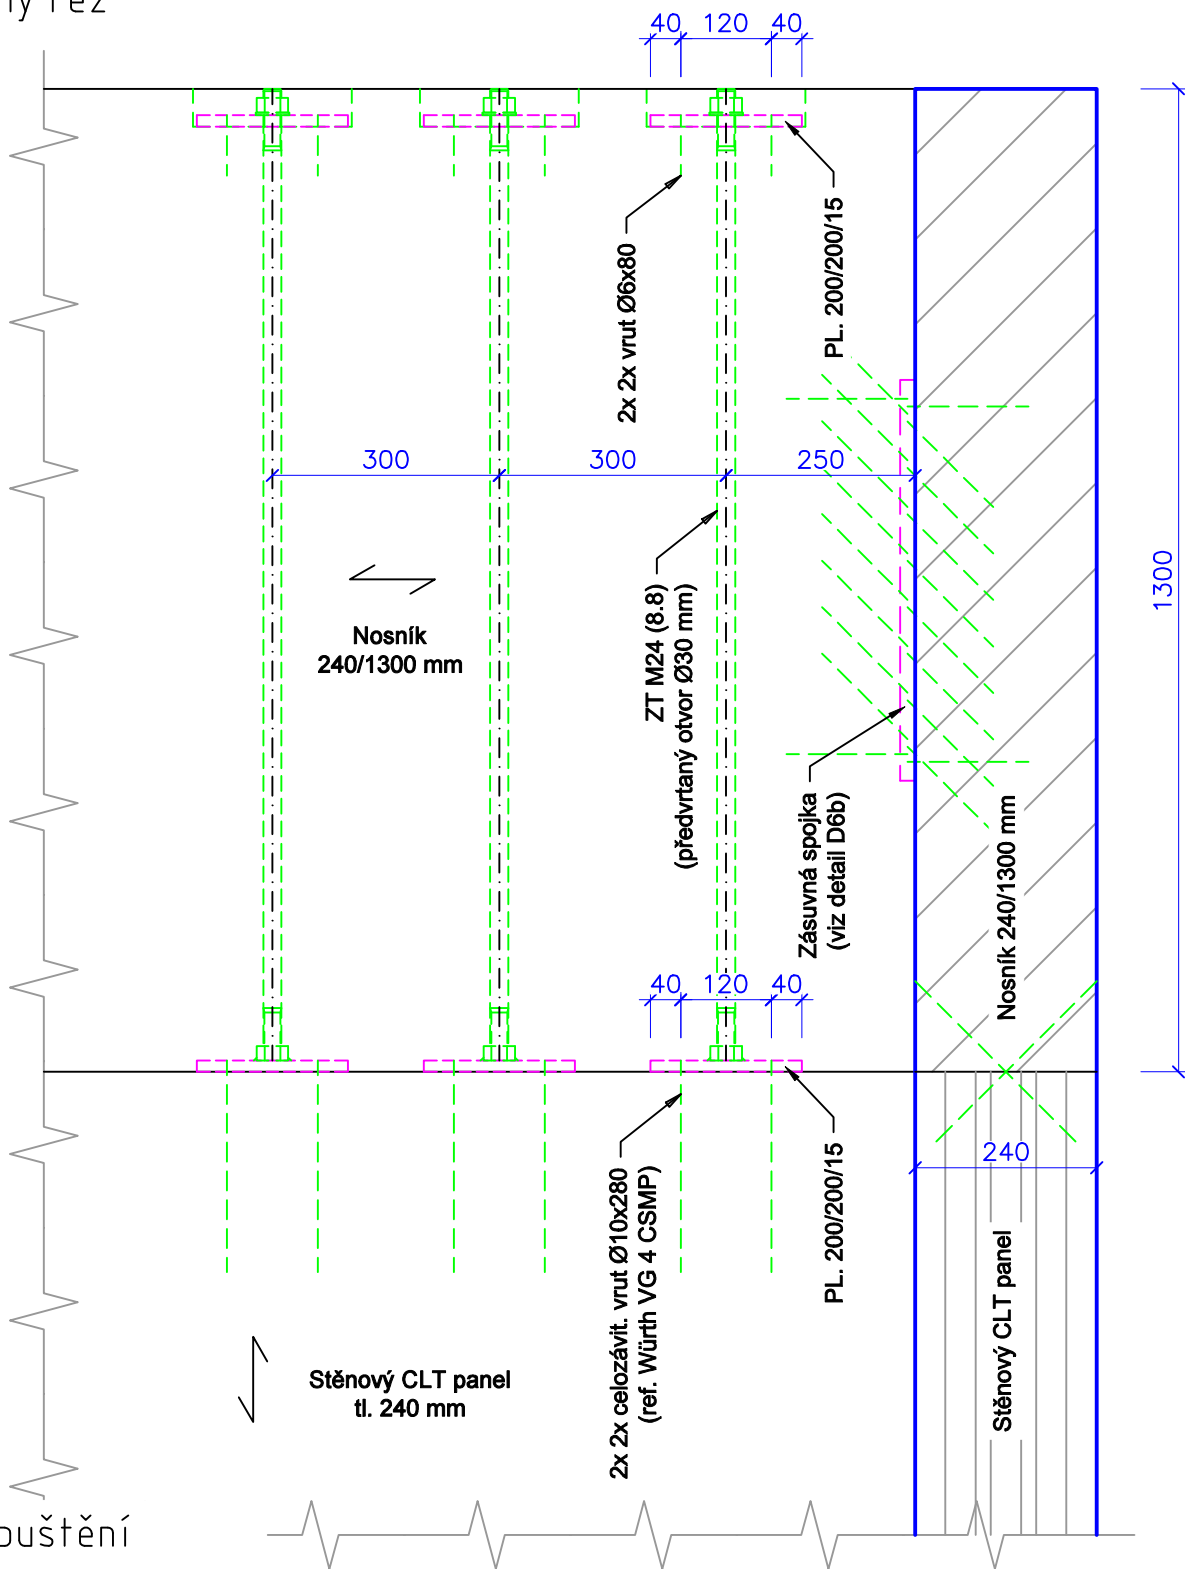 ný řez
40 120 40
PL. 200/200/15
2x 2x vrut Ø6x80
300 300 250
1300
Nosník
240/1300 mm
ZT M24 (8.8)
(předvrtaný otvor Ø30 mm)
Zásuvná spojka
(viz detail D6b)
Nosník 240/1300 mm
40 120 40
240
2x 2x celozávit. vrut Ø10x280
(ref. Würth VG 4 CSMP)
PL. 200/200/15
Stěnový CLT panel
Stěnový CLT panel
tl. 240 mm
ouštění